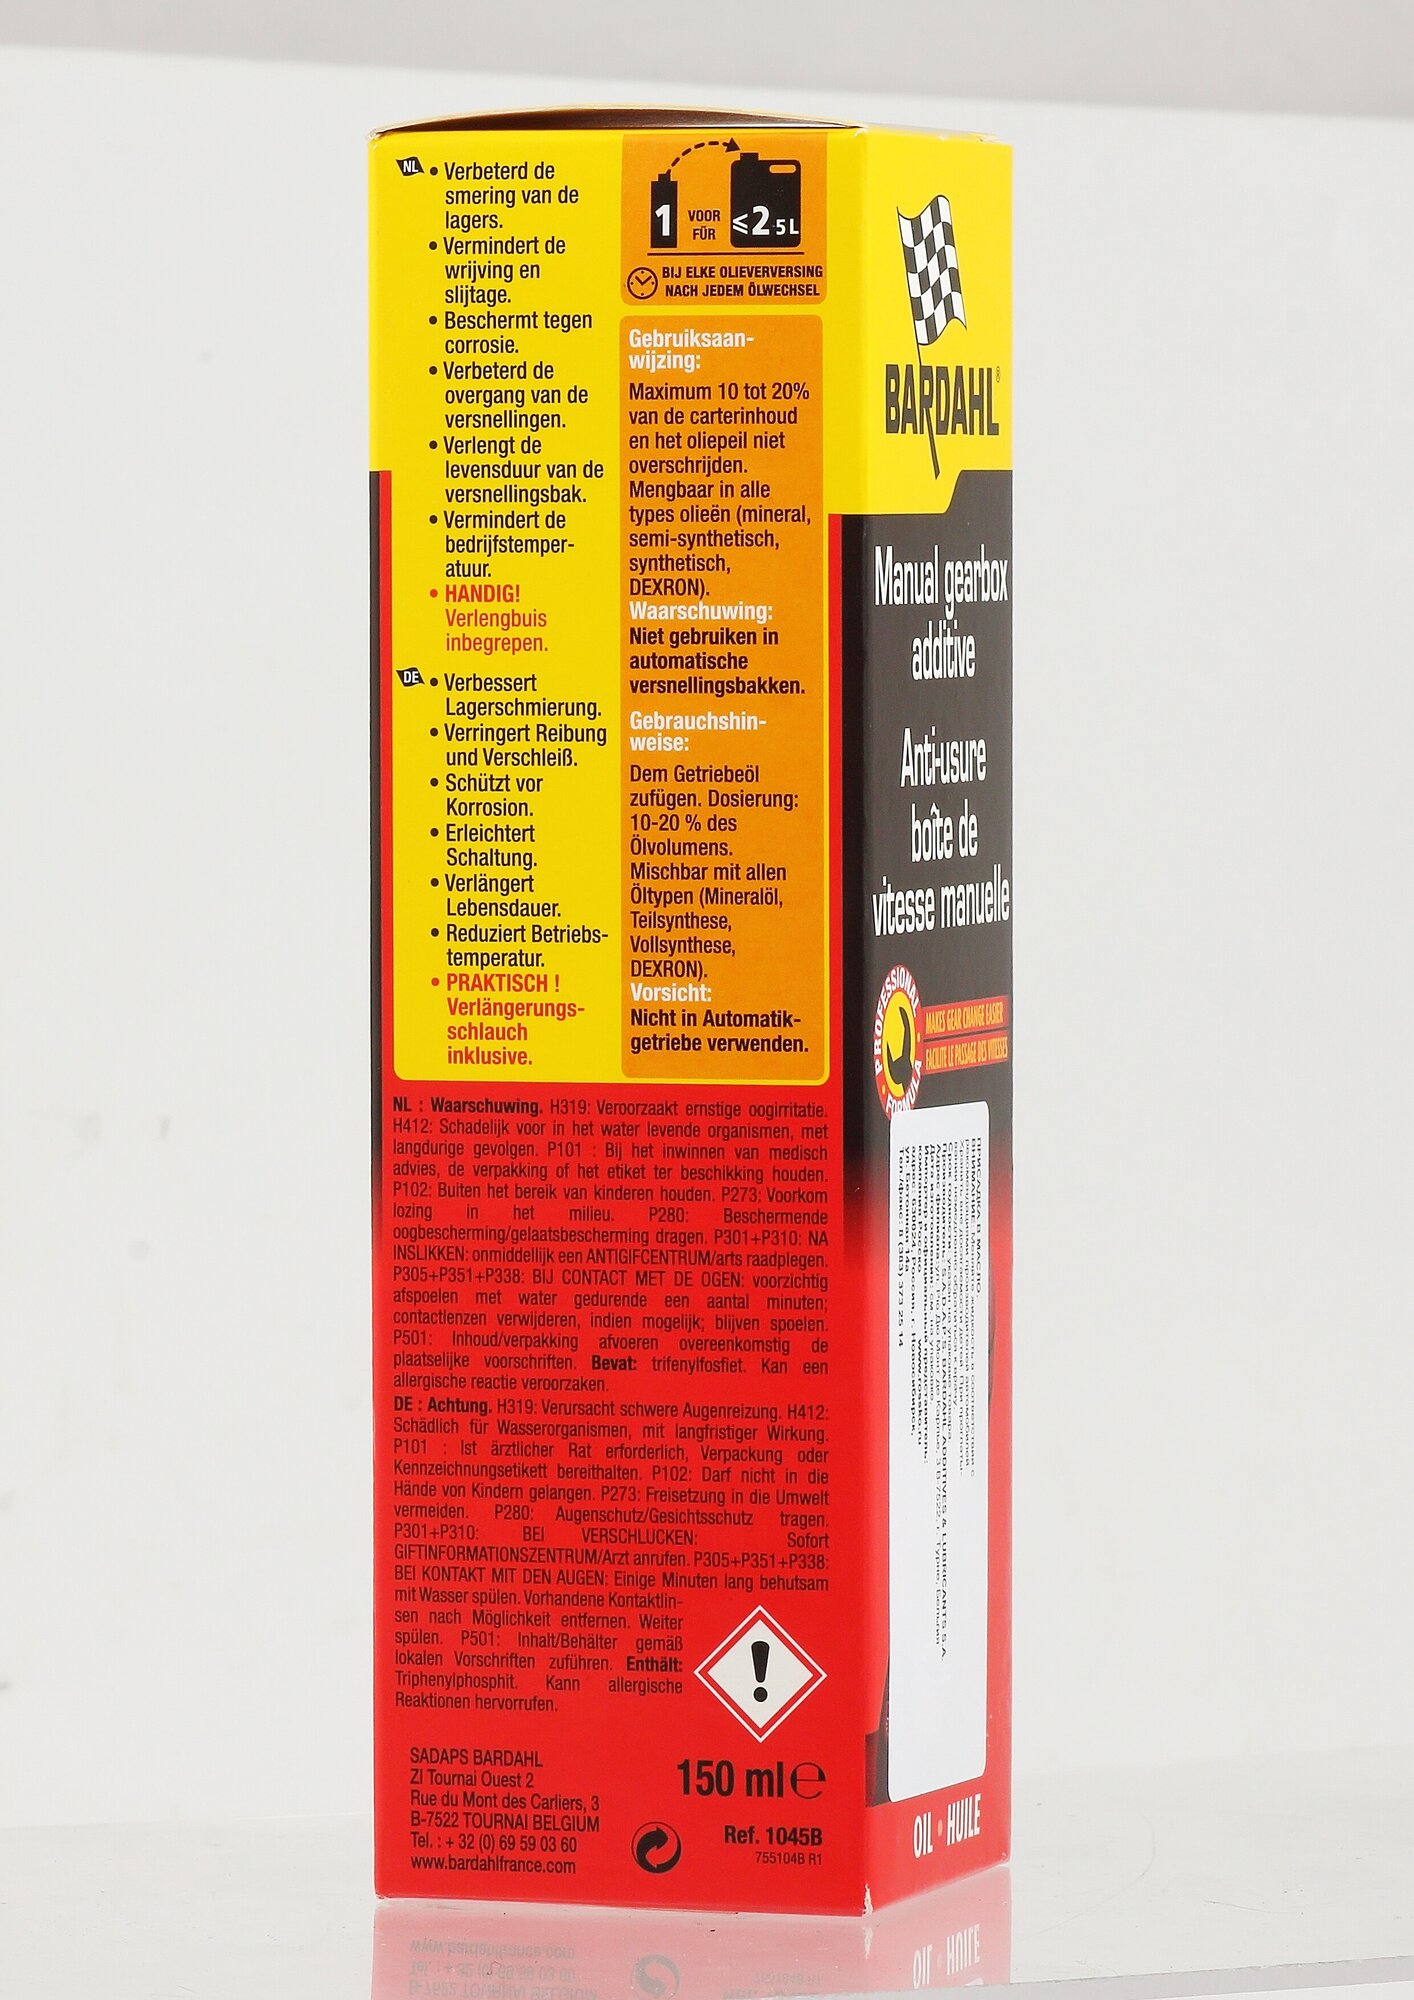 NL
• Verbeterd de
smering van de
lagers.
• Vermindert de
wrijving en
slijtage.
• Beschermt tegen
corrosie.
• Verbeterd de
overgang van de
versnellingen.
• Verlengt de
levensduur van de
versnellingsbak.
• Vermindert de
bedrijfstemper-
atuur.
• HANDIG!
Verlengbuis
inbegrepen.
DE
• Verbessert
Lagerschmierung.
• Verringert Reibung
und Verschleiß.
• Schützt vor
Korrosion.
• Erleichtert
Schaltung.
• Verlängert
Lebensdauer.
• Reduziert Betriebs-
temperatur.
• PRAKTISCH !
Verlängerungs-
schlauch
inklusive.
1 VOOR FÜR ≤2.5L
BIJ ELKE OLIEVERVERSING
NACH JEDEM ÖLWECHSEL
Gebruiksaan-
wijzing:
Maximum 10 tot 20%
van de carterinhoud
en het oliepeil niet
overschrijden.
Mengbaar in alle
types olieën (mineral,
semi-synthetisch,
synthetisch,
DEXRON).
Waarschuwing:
Niet gebruiken in
automatische
versnellingsbakken.
Gebrauchshin-
weise:
Dem Getriebeöl
zufügen. Dosierung:
10-20 % des
Ölvolumens.
Mischbar mit allen
Öltypen (Mineralöl,
Teilsynthese,
Vollsynthese,
DEXRON).
Vorsicht:
Nicht in Automatik-
getriebe verwenden.
NL : Waarschuwing. H319: Veroorzaakt ernstige oogirritatie.
H412: Schadelijk voor in het water levende organismen, met
langdurige gevolgen. P101 : Bij het inwinnen van medisch
advies, de verpakking of het etiket ter beschikking houden.
P102: Buiten het bereik van kinderen houden. P273: Voorkom
lozing in het milieu. P280: Beschermende
oogbescherming/gelaatsbescherming dragen. P301+P310: NA
INSLIKKEN: onmiddellijk een ANTIGIFCENTRUM/arts raadplegen.
P305+P351+P338: BIJ CONTACT MET DE OGEN: voorzichtig
afspoelen met water gedurende een aantal minuten;
contactlenzen verwijderen, indien mogelijk; blijven spoelen.
P501: Inhoud/verpakking afvoeren overeenkomstig de
plaatselijke voorschriften. Bevat: trifenylfosfiet. Kan een
allergische reactie veroorzaken.
DE : Achtung. H319: Verursacht schwere Augenreizung. H412:
Schädlich für Wasserorganismen, mit langfristiger Wirkung.
P101 : Ist ärztlicher Rat erforderlich, Verpackung oder
Kennzeichnungsetikett bereithalten. P102: Darf nicht in die
Hände von Kindern gelangen. P273: Freisetzung in die Umwelt
vermeiden. P280: Augenschutz/Gesichtsschutz tragen.
P301+P310: BEI VERSCHLUCKEN: Sofort
GIFTINFORMATIONSZENTRUM/Arzt anrufen. P305+P351+P338:
BEI KONTAKT MIT DEN AUGEN: Einige Minuten lang behutsam
mit Wasser spülen. Vorhandene Kontaktlin-
sen nach Möglichkeit entfernen. Weiter
spülen. P501: Inhalt/Behälter gemäß
lokalen Vorschriften zuführen. Enthält:
Triphenylphosphit. Kann allergische
Reaktionen hervorrufen.
SADAPS BARDAHL
ZI Tournai Ouest 2
Rue du Mont des Carliers, 3
B-7522 TOURNAI BELGIUM
Tel. : + 32 (0) 69 59 03 60
www.bardahlfrance.com
150 ml e
Ref. 1045B
755104B R1
BARDAHL®
Manual gearbox
additive
Anti-usure
boîte de
vitesse manuelle
PROFESSIONAL
FORMULA
MAKES GEAR CHANGE EASIER
FACILITE LE PASSAGE DES VITESSES
ПРИСАДКА В МАСЛО
Тел/факс: 8 (383) 373 25 14
OIL • HUILE